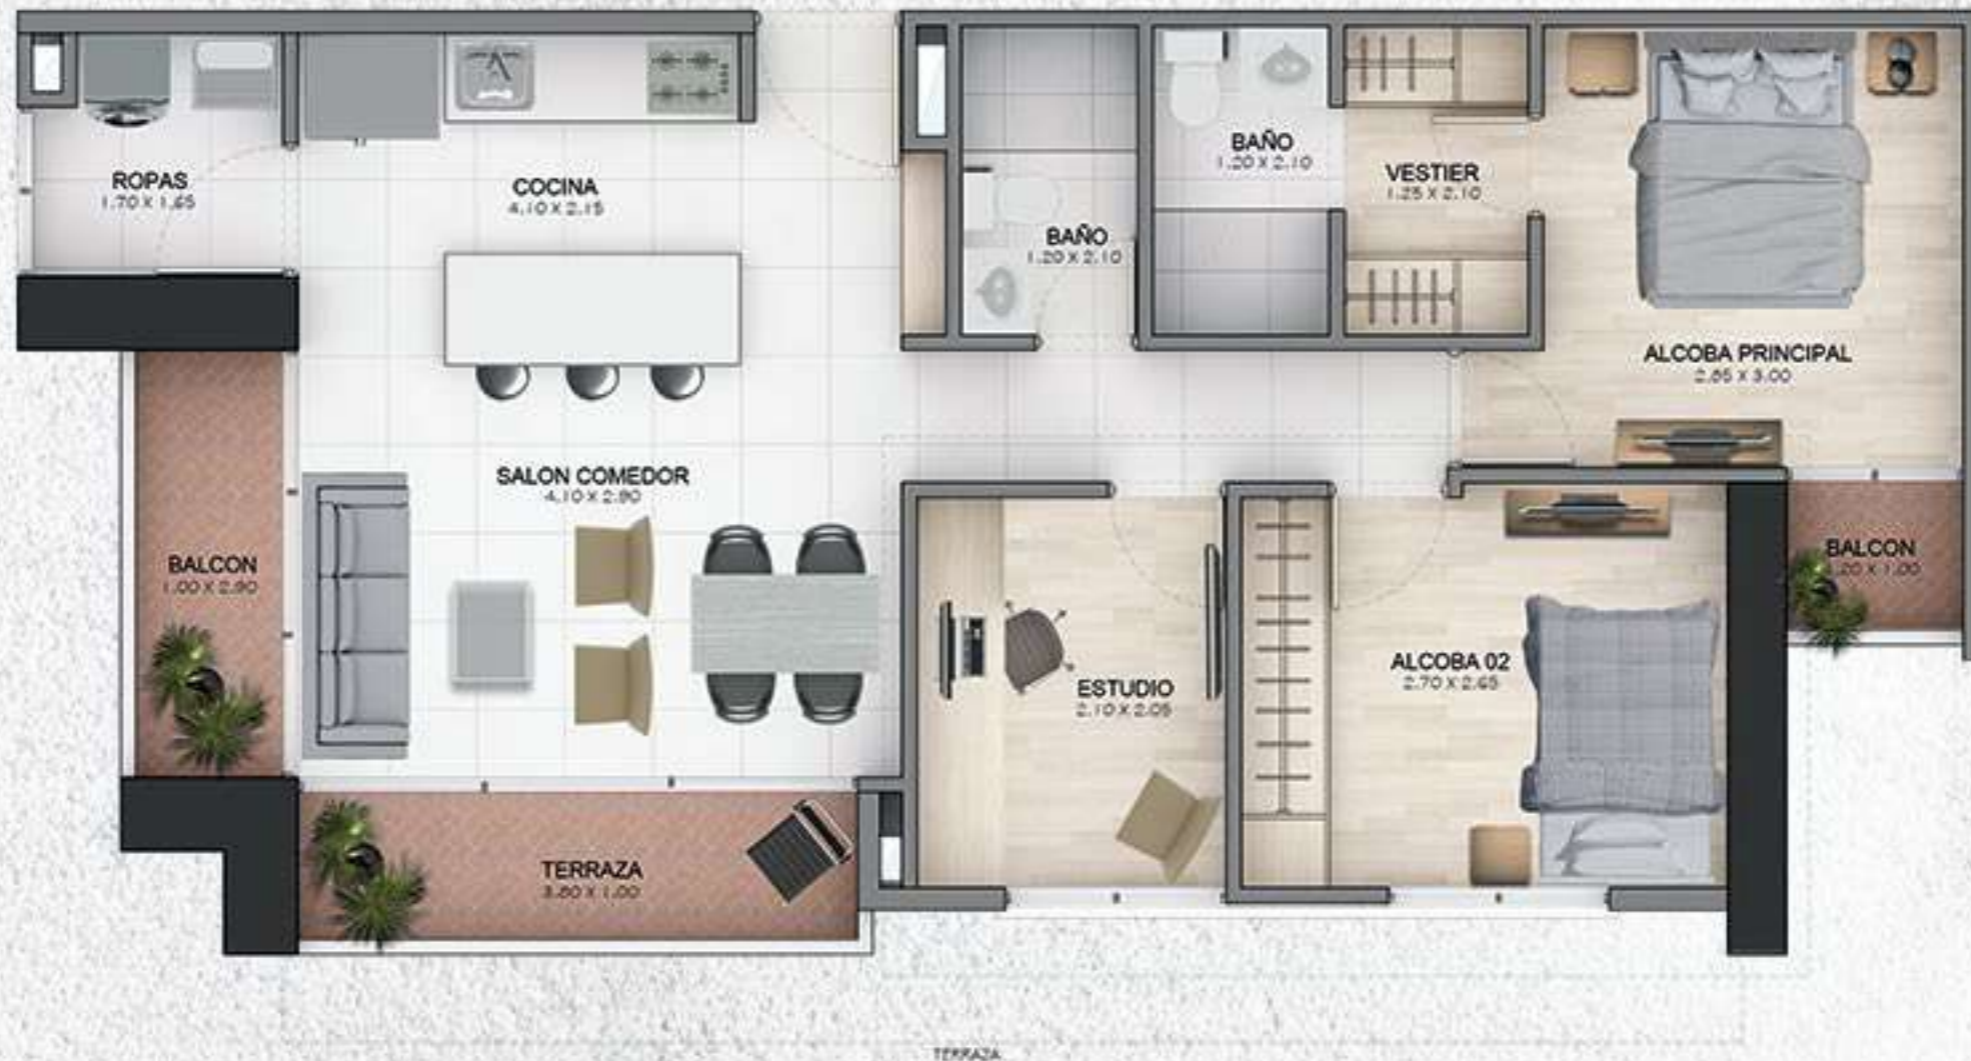 ROPAS
1.70 X 1.65
COCINA
4.10 X 2.15
BAÑO
1.20 X 2.10
BAÑO
1.20 X 2.10
VESTIER
1.25 X 2.10
ALCOBA PRINCIPAL
2.85 X 3.00
SALON COMEDOR
4.10 X 2.90
BALCON
1.00 X 2.90
BALCON
1.20 X 1.00
ESTUDIO
2.10 X 2.05
ALCOBA 02
2.70 X 2.65
TERRAZA
3.80 X 1.00
TERRAZA